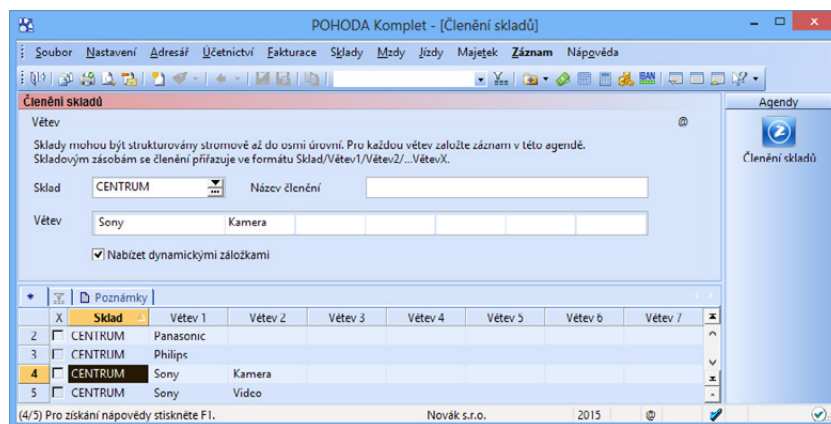 POHODA Komplet - [Členění skladů]
Soubor Nastavení Adresář Účetnictví Fakturace Sklady Mzdy Jízdy Majetek Záznam Nápověda
Členění skladů
Agendy
Větev @
Sklady mohou být strukturovány stromově až do osmi úrovní. Pro každou větev založte záznam v této agendě.
Skladovým zásobám se členění přiřazuje ve formátu Sklad/Větev1/Větev2/...VětevX.
Členění skladů
Sklad CENTRUM Název členění
Větev Sony Kamera
Nabízet dynamickými záložkami
* Poznámky
X Sklad Větev 1 Větev 2 Větev 3 Větev 4 Větev 5 Větev 6 Větev 7
2 CENTRUM Panasonic
3 CENTRUM Philips
4 CENTRUM Sony Kamera
5 CENTRUM Sony Video
(4/5) Pro získání nápovědy stiskněte F1. Novák s.r.o. 2015 @